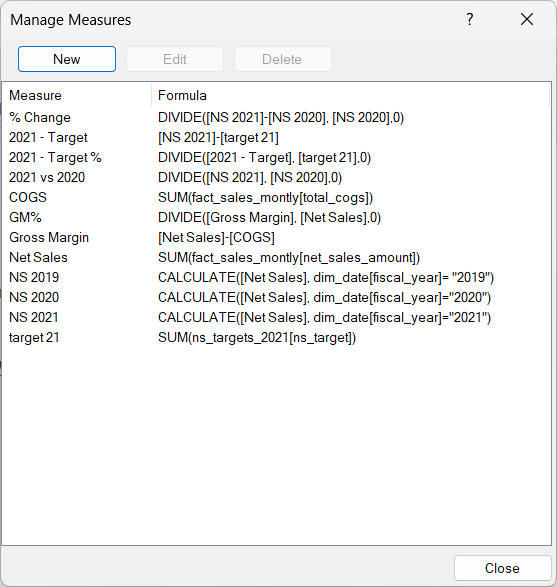 Manage Measures ?
New Edit Delete
Measure Formula
% Change DIVIDE([NS 2021]-[NS 2020], [NS 2020],0)
2021 - Target [NS 2021]-[target 21]
2021 - Target % DIVIDE([2021 - Target], [target 21],0)
2021 vs 2020 DIVIDE([NS 2021], [NS 2020],0)
COGS SUM(fact_sales_montly[total_cogs])
GM% DIVIDE([Gross Margin], [Net Sales],0)
Gross Margin [Net Sales]-[COGS]
Net Sales SUM(fact_sales_montly[net_sales_amount])
NS 2019 CALCULATE([Net Sales], dim_date[fiscal_year]= "2019")
NS 2020 CALCULATE([Net Sales], dim_date[fiscal_year]="2020")
NS 2021 CALCULATE([Net Sales], dim_date[fiscal_year]="2021")
target 21 SUM(ns_targets_2021[ns_target])
Close